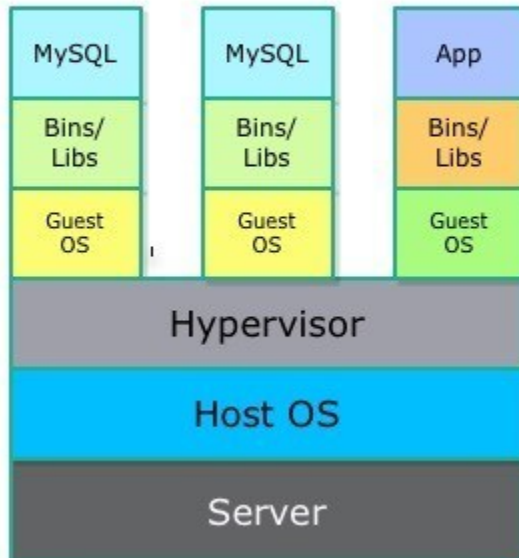 MySQL
MySQL
App
Bins/
Libs
Bins/
Libs
Bins/
Libs
Guest
OS
Guest
OS
Guest
OS
Hypervisor
Host OS
Server